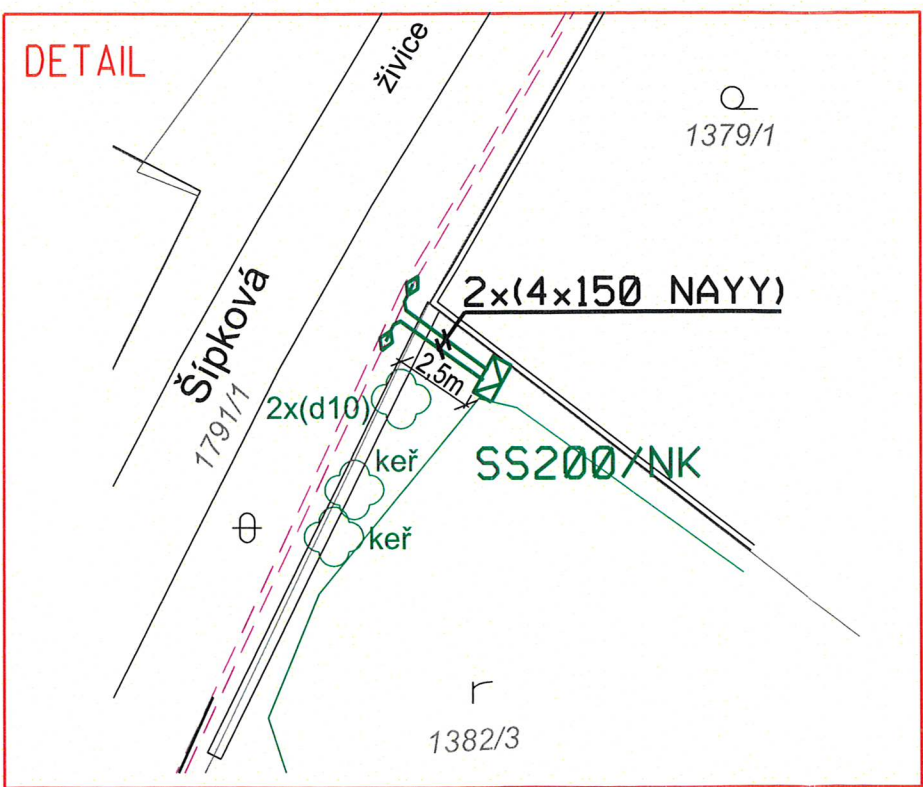 DETAIL
živice
1379/1
2x(4x150 NAYY)
Šípková
1791/1
2,5m
2x(d10)
keř
SS200/NK
keř
r
1382/3